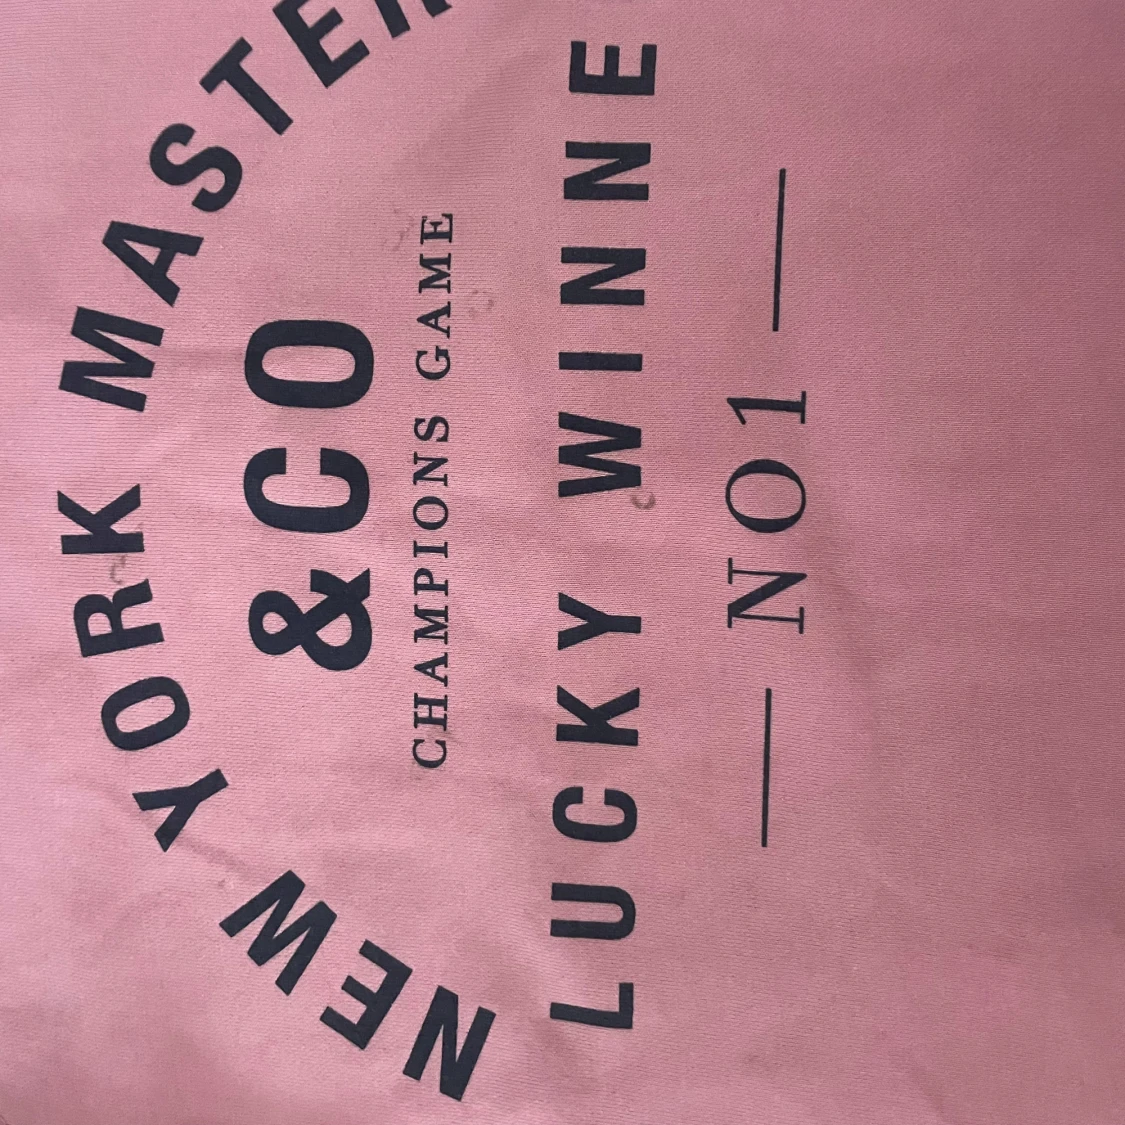 NEW YORK MASTE
& CO
CHAMPIONS GAME
LUCKY WINNE
NO1